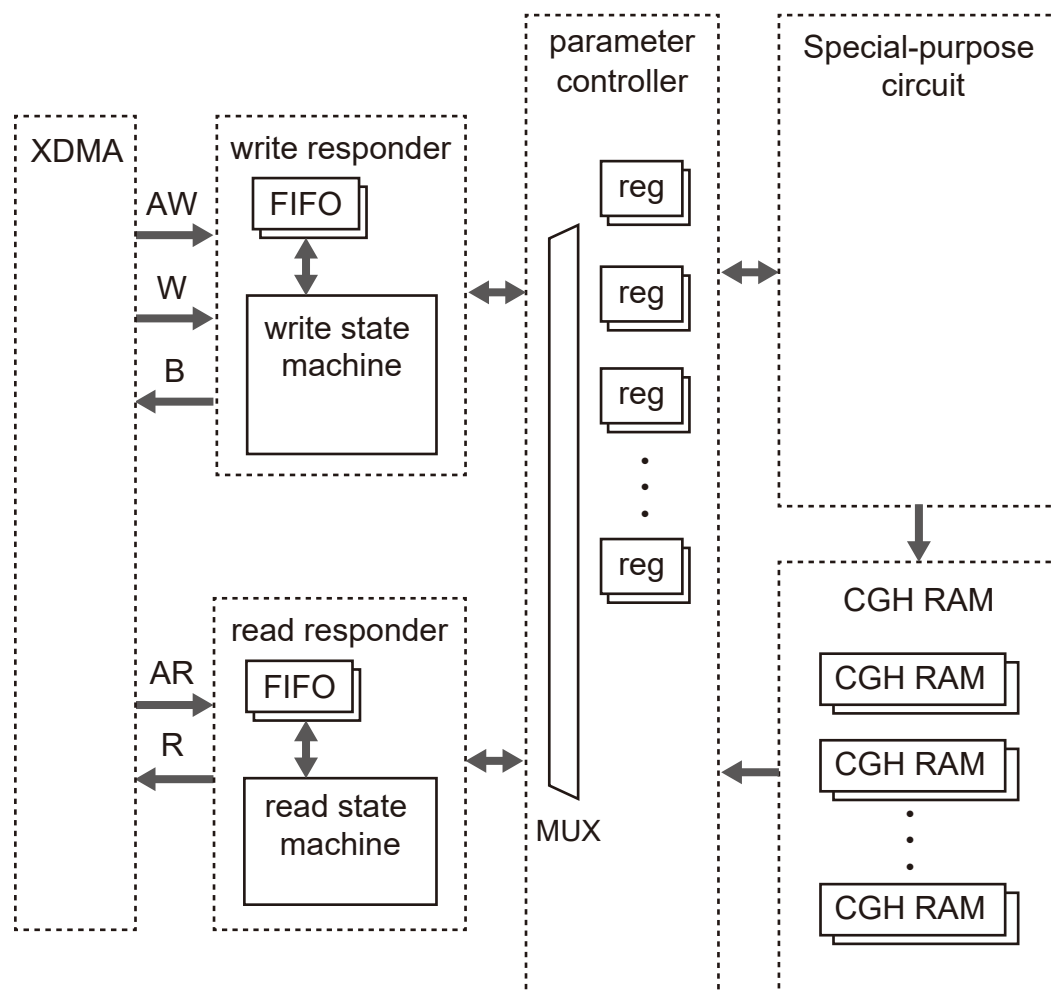 XDMA
AW
W
B
AR
R
write responder
FIFO
write state
machine
read responder
FIFO
read state
machine
parameter
controller
reg
reg
reg
reg
MUX
Special-purpose
circuit
CGH RAM
CGH RAM
CGH RAM
CGH RAM